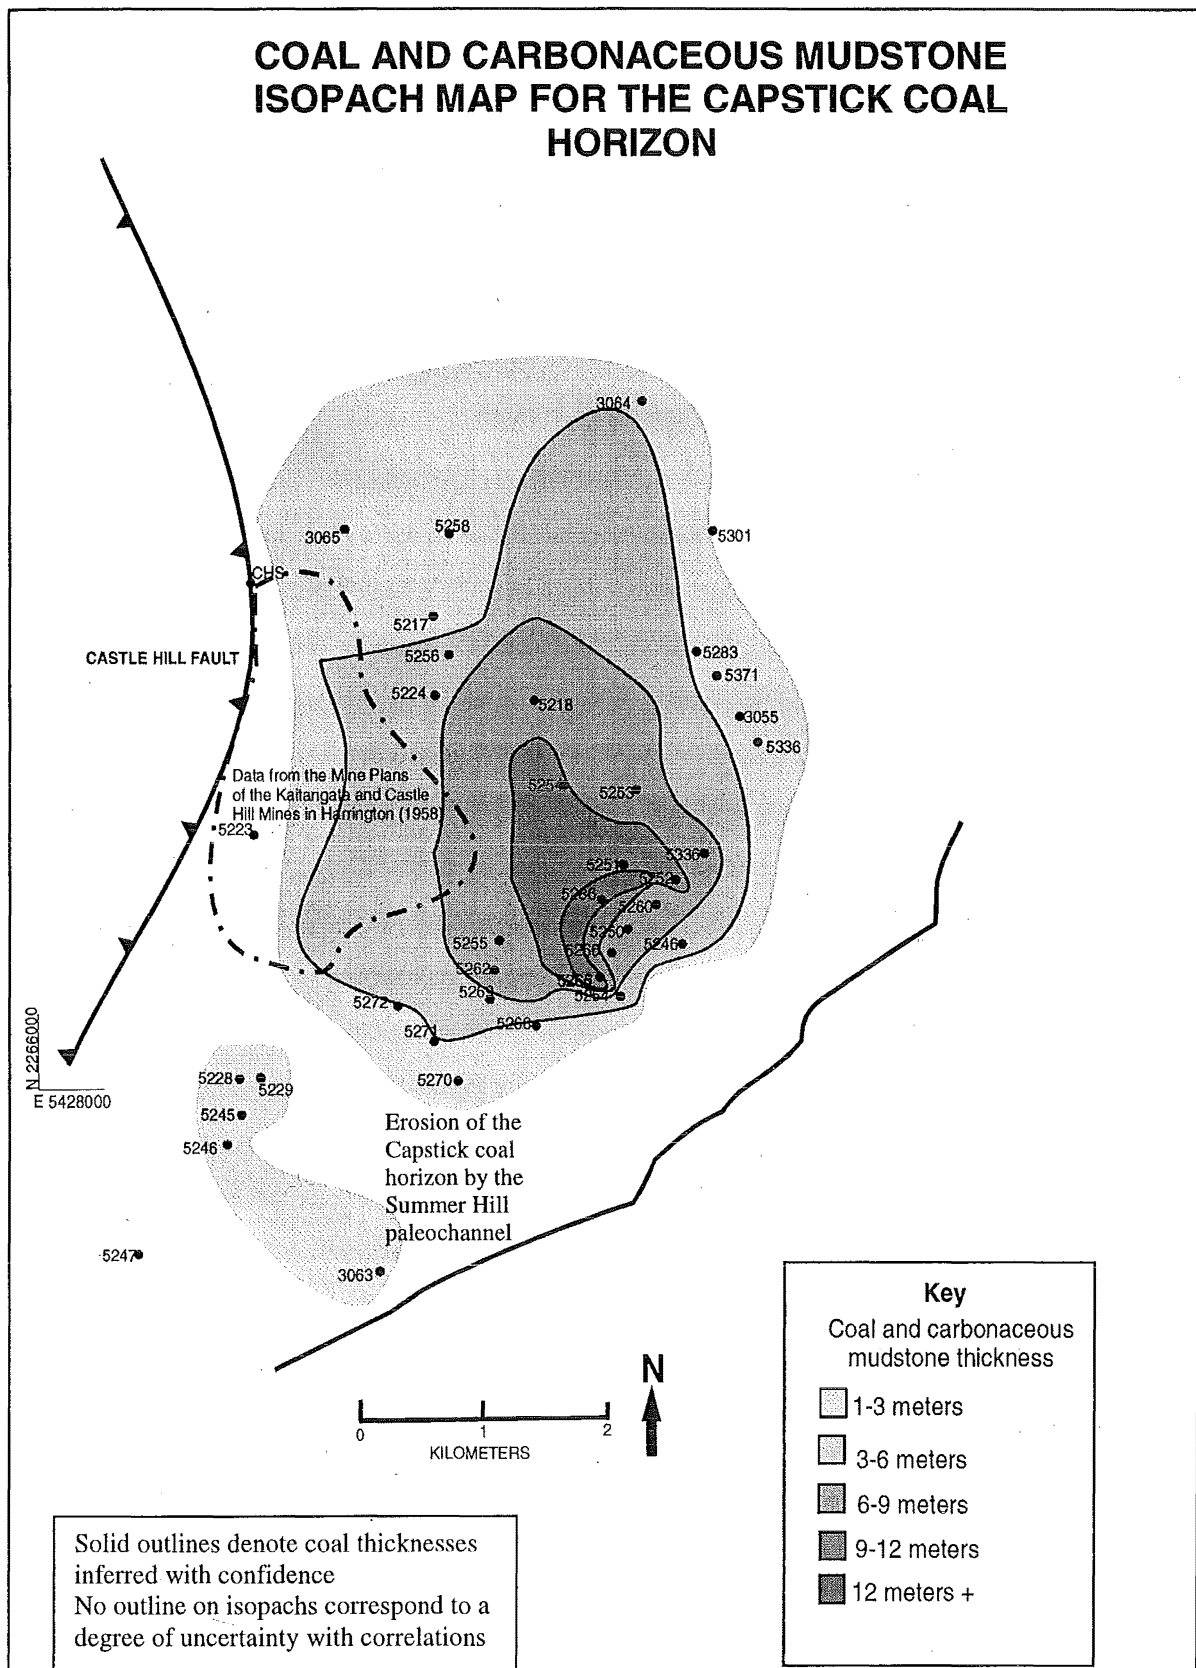 COAL AND CARBONACEOUS MUDSTONE
ISOPACH MAP FOR THE CAPSTICK COAL
HORIZON
3064
3065
5258
5301
CHS
5217
CASTLE HILL FAULT
5256
5283
5371
5224
5218
3055
5336
Data from the Mine Plans
of the Kaitangata and Castle
Hill Mines in Harrington (1958)
5254
5253
5223
5336
5251
5252
5260
5250
5255
5246
5262
5263
5264
5272
5268
5271
N 2266000
E 5428000
5228
5229
5270
5245
5246
Erosion of the
Capstick coal
horizon by the
Summer Hill
paleochannel
5247
3063
Key
Coal and carbonaceous
mudstone thickness
1-3 meters
3-6 meters
6-9 meters
9-12 meters
12 meters +
N
0
1
2
KILOMETERS
Solid outlines denote coal thicknesses
inferred with confidence
No outline on isopachs correspond to a
degree of uncertainty with correlations